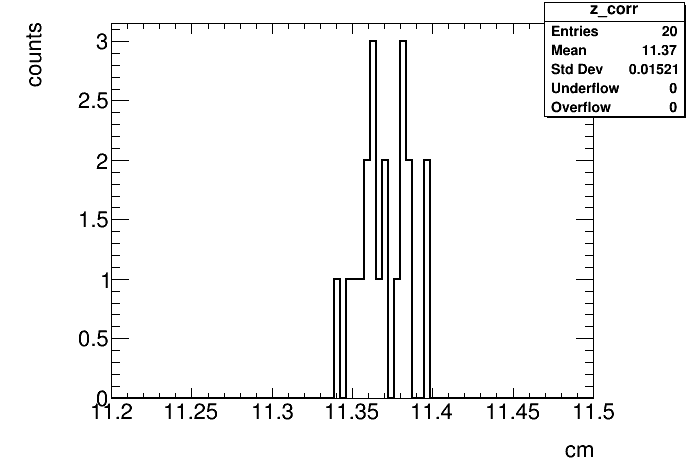 z_corr
Entries 20
Mean 11.37
Std Dev 0.01521
Underflow 0
Overflow 0
counts
3
2.5
2
1.5
1
0.5
0
11.2 11.25 11.3 11.35 11.4 11.45 11.5
cm